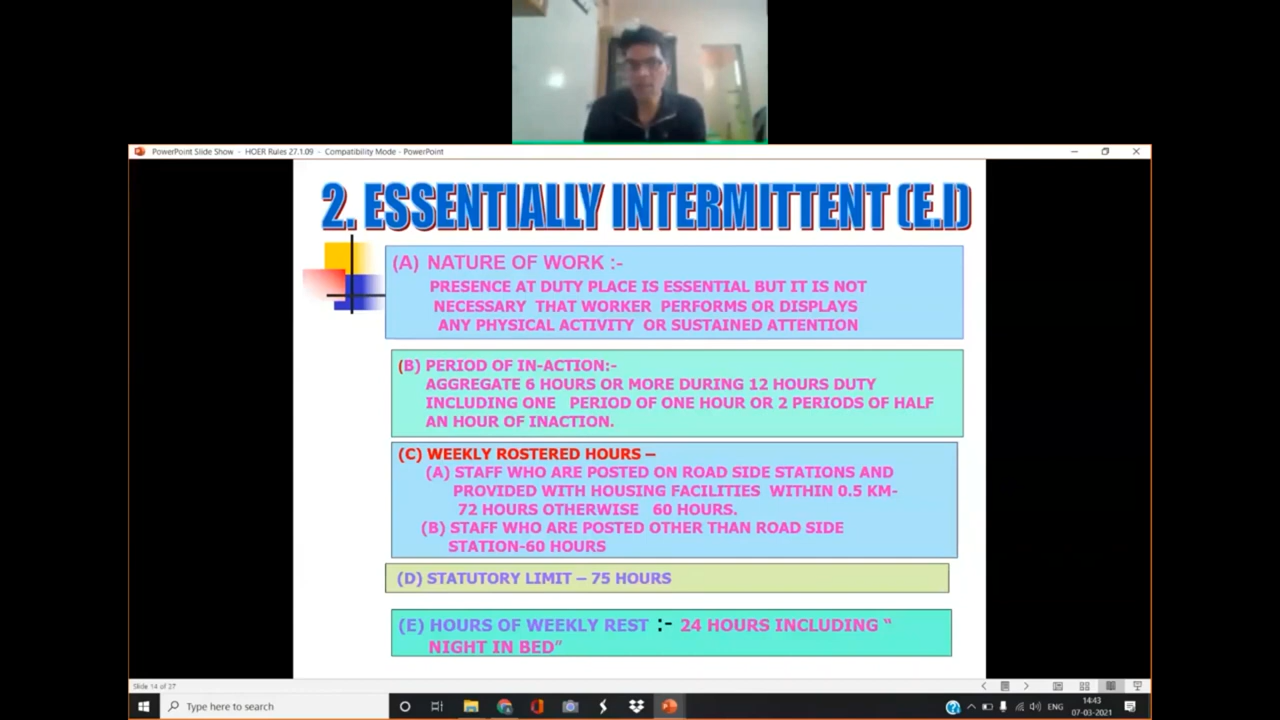 PowerPoint Slide Show - HOER Rules 27.1.09 - Compatibility Mode - PowerPoint
2. ESSENTIALLY INTERMITTENT (E.I)
(A) NATURE OF WORK :-
PRESENCE AT DUTY PLACE IS ESSENTIAL BUT IT IS NOT
NECESSARY THAT WORKER PERFORMS OR DISPLAYS
ANY PHYSICAL ACTIVITY OR SUSTAINED ATTENTION
(B) PERIOD OF IN-ACTION:-
AGGREGATE 6 HOURS OR MORE DURING 12 HOURS DUTY
INCLUDING ONE PERIOD OF ONE HOUR OR 2 PERIODS OF HALF
AN HOUR OF INACTION.
(C) WEEKLY ROSTERED HOURS –
(A) STAFF WHO ARE POSTED ON ROAD SIDE STATIONS AND
PROVIDED WITH HOUSING FACILITIES WITHIN 0.5 KM-
72 HOURS OTHERWISE 60 HOURS.
(B) STAFF WHO ARE POSTED OTHER THAN ROAD SIDE
STATION-60 HOURS
(D) STATUTORY LIMIT – 75 HOURS
(E) HOURS OF WEEKLY REST :- 24 HOURS INCLUDING “
NIGHT IN BED”
Slide 14 of 27
Type here to search
ENG
14:43
07-03-2021